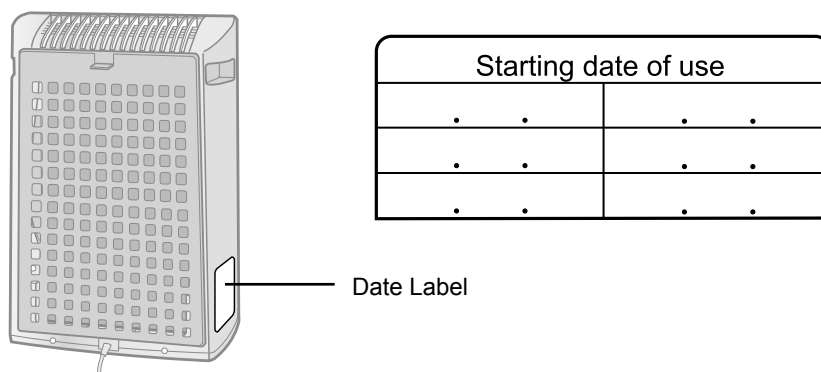 Starting date of use
. . . .
. . . .
. . . .
Date Label